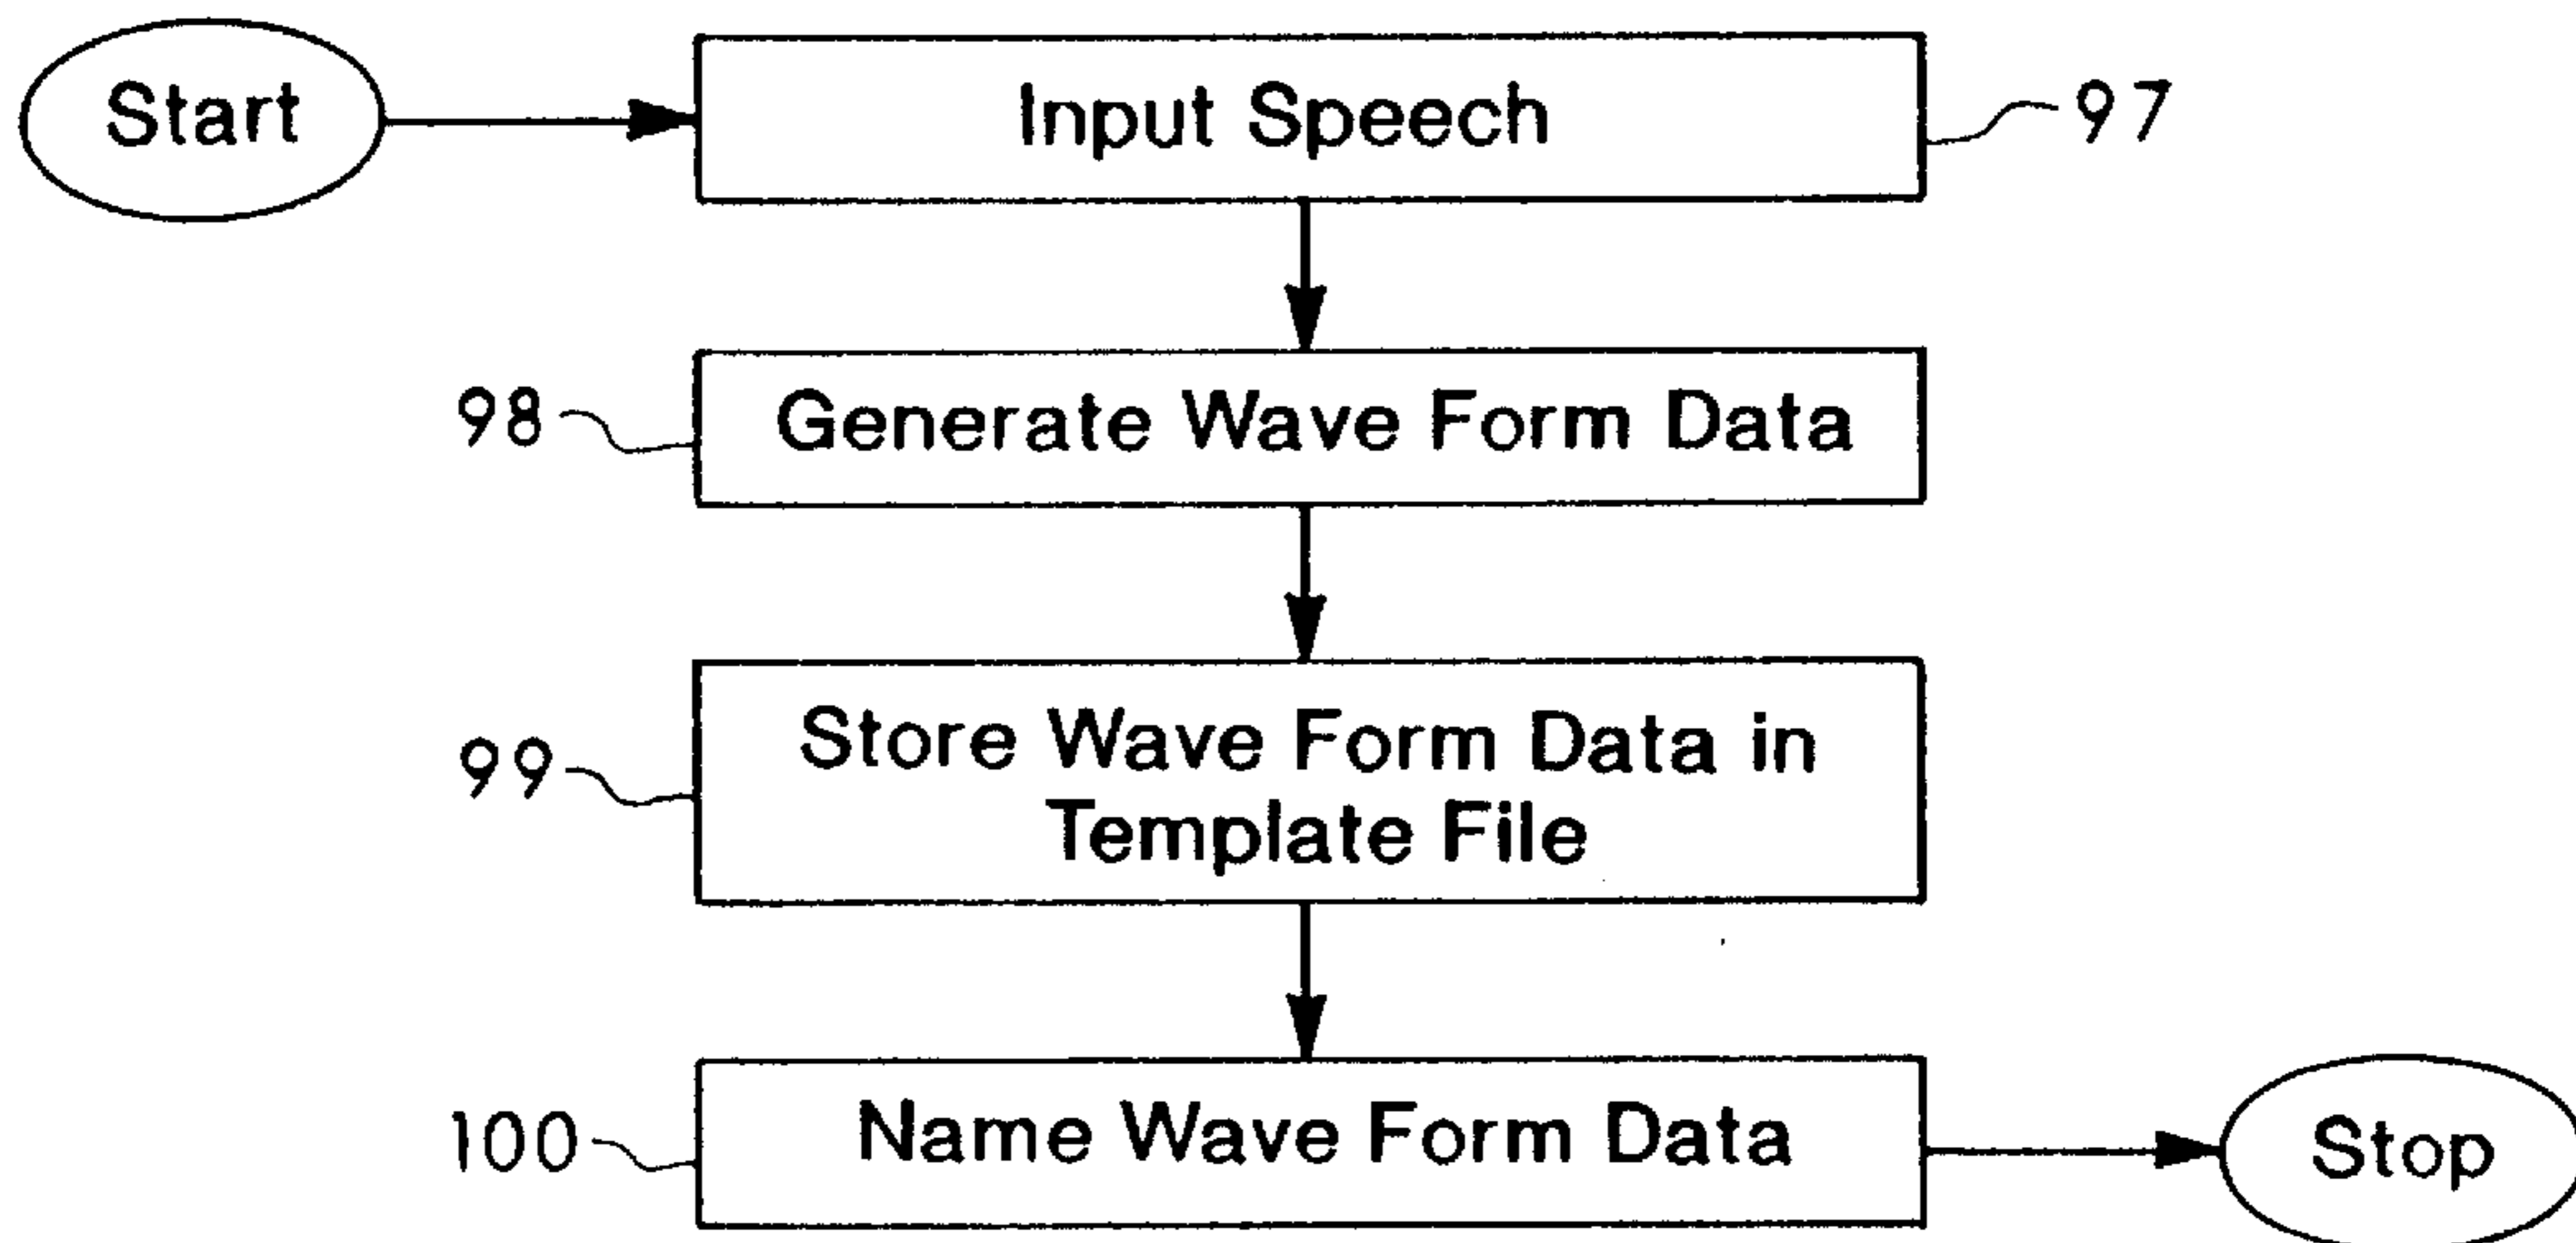 Start
Input Speech
97
98
Generate Wave Form Data
99
Store Wave Form Data in
Template File
100
Name Wave Form Data
Stop